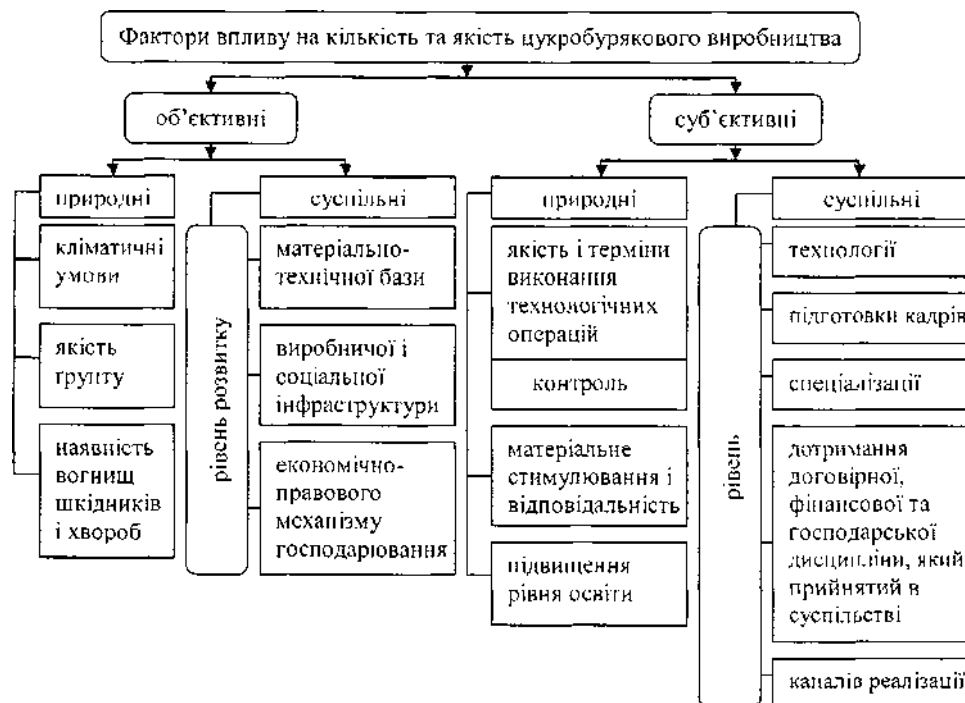 Фактори впливу на кількість та якість цукробурякового виробництва
об’єктивні
суб’єктивні
природні
суспільні
природні
суспільні
кліматичні
умови
якість
ґрунту
наявність
вогнищ
шкідників
і хвороб
рівень розвитку
матеріально-
технічної бази
виробничої і
соціальної
інфраструктури
економічно-
правового
механізму
господарювання
якість і терміни
виконання
технологічних
операцій
контроль
матеріальне
стимулювання і
відповідальність
підвищення
рівня освіти
рівень
технології
підготовки кадрів
спеціалізації
дотримання
договірної,
фінансової та
господарської
дисципліни, який
прийнятий в
суспільстві
каналів реалізації